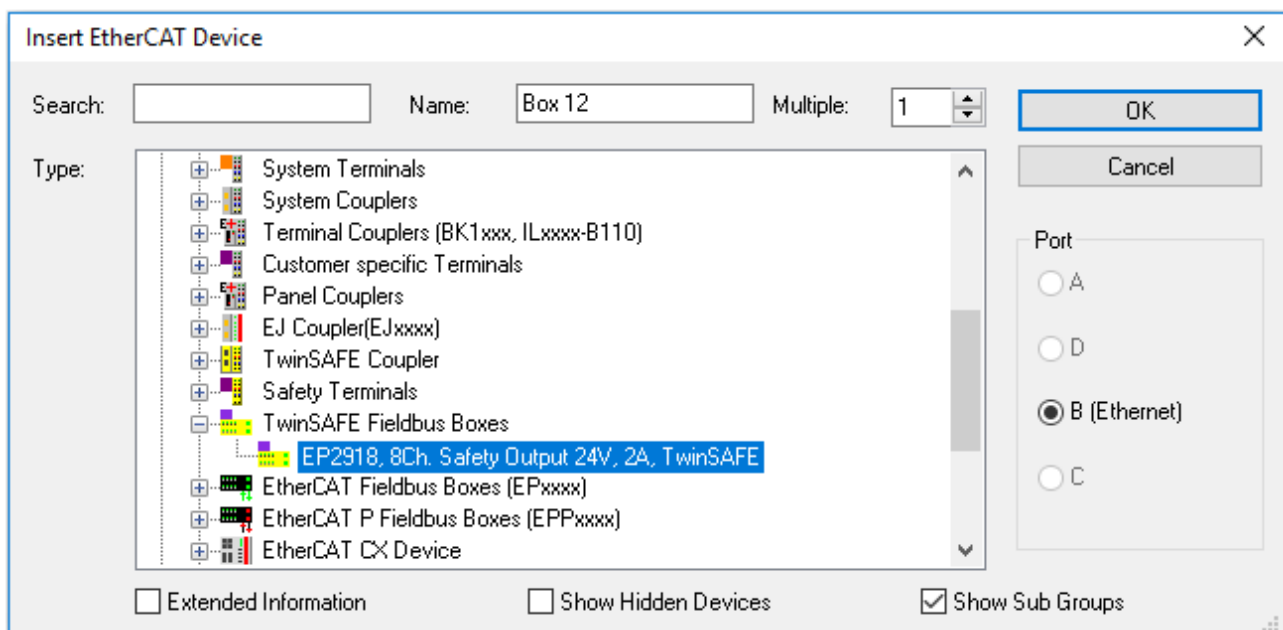 Insert EtherCAT Device
Search: Name: Box 12 Multiple: 1 OK
Type: Cancel
System Terminals
System Couplers
Terminal Couplers (BK1xxx, ILxxxx-B110)
Customer specific Terminals
Panel Couplers
EJ Coupler(EJxxxx)
TwinSAFE Coupler
Safety Terminals
TwinSAFE Fieldbus Boxes
EP2918, 8Ch. Safety Output 24V, 2A, TwinSAFE
EtherCAT Fieldbus Boxes (EPxxxx)
EtherCAT P Fieldbus Boxes (EPPxxxx)
EtherCAT CX Device
Port
A
D
B (Ethernet)
C
Extended Information Show Hidden Devices Show Sub Groups